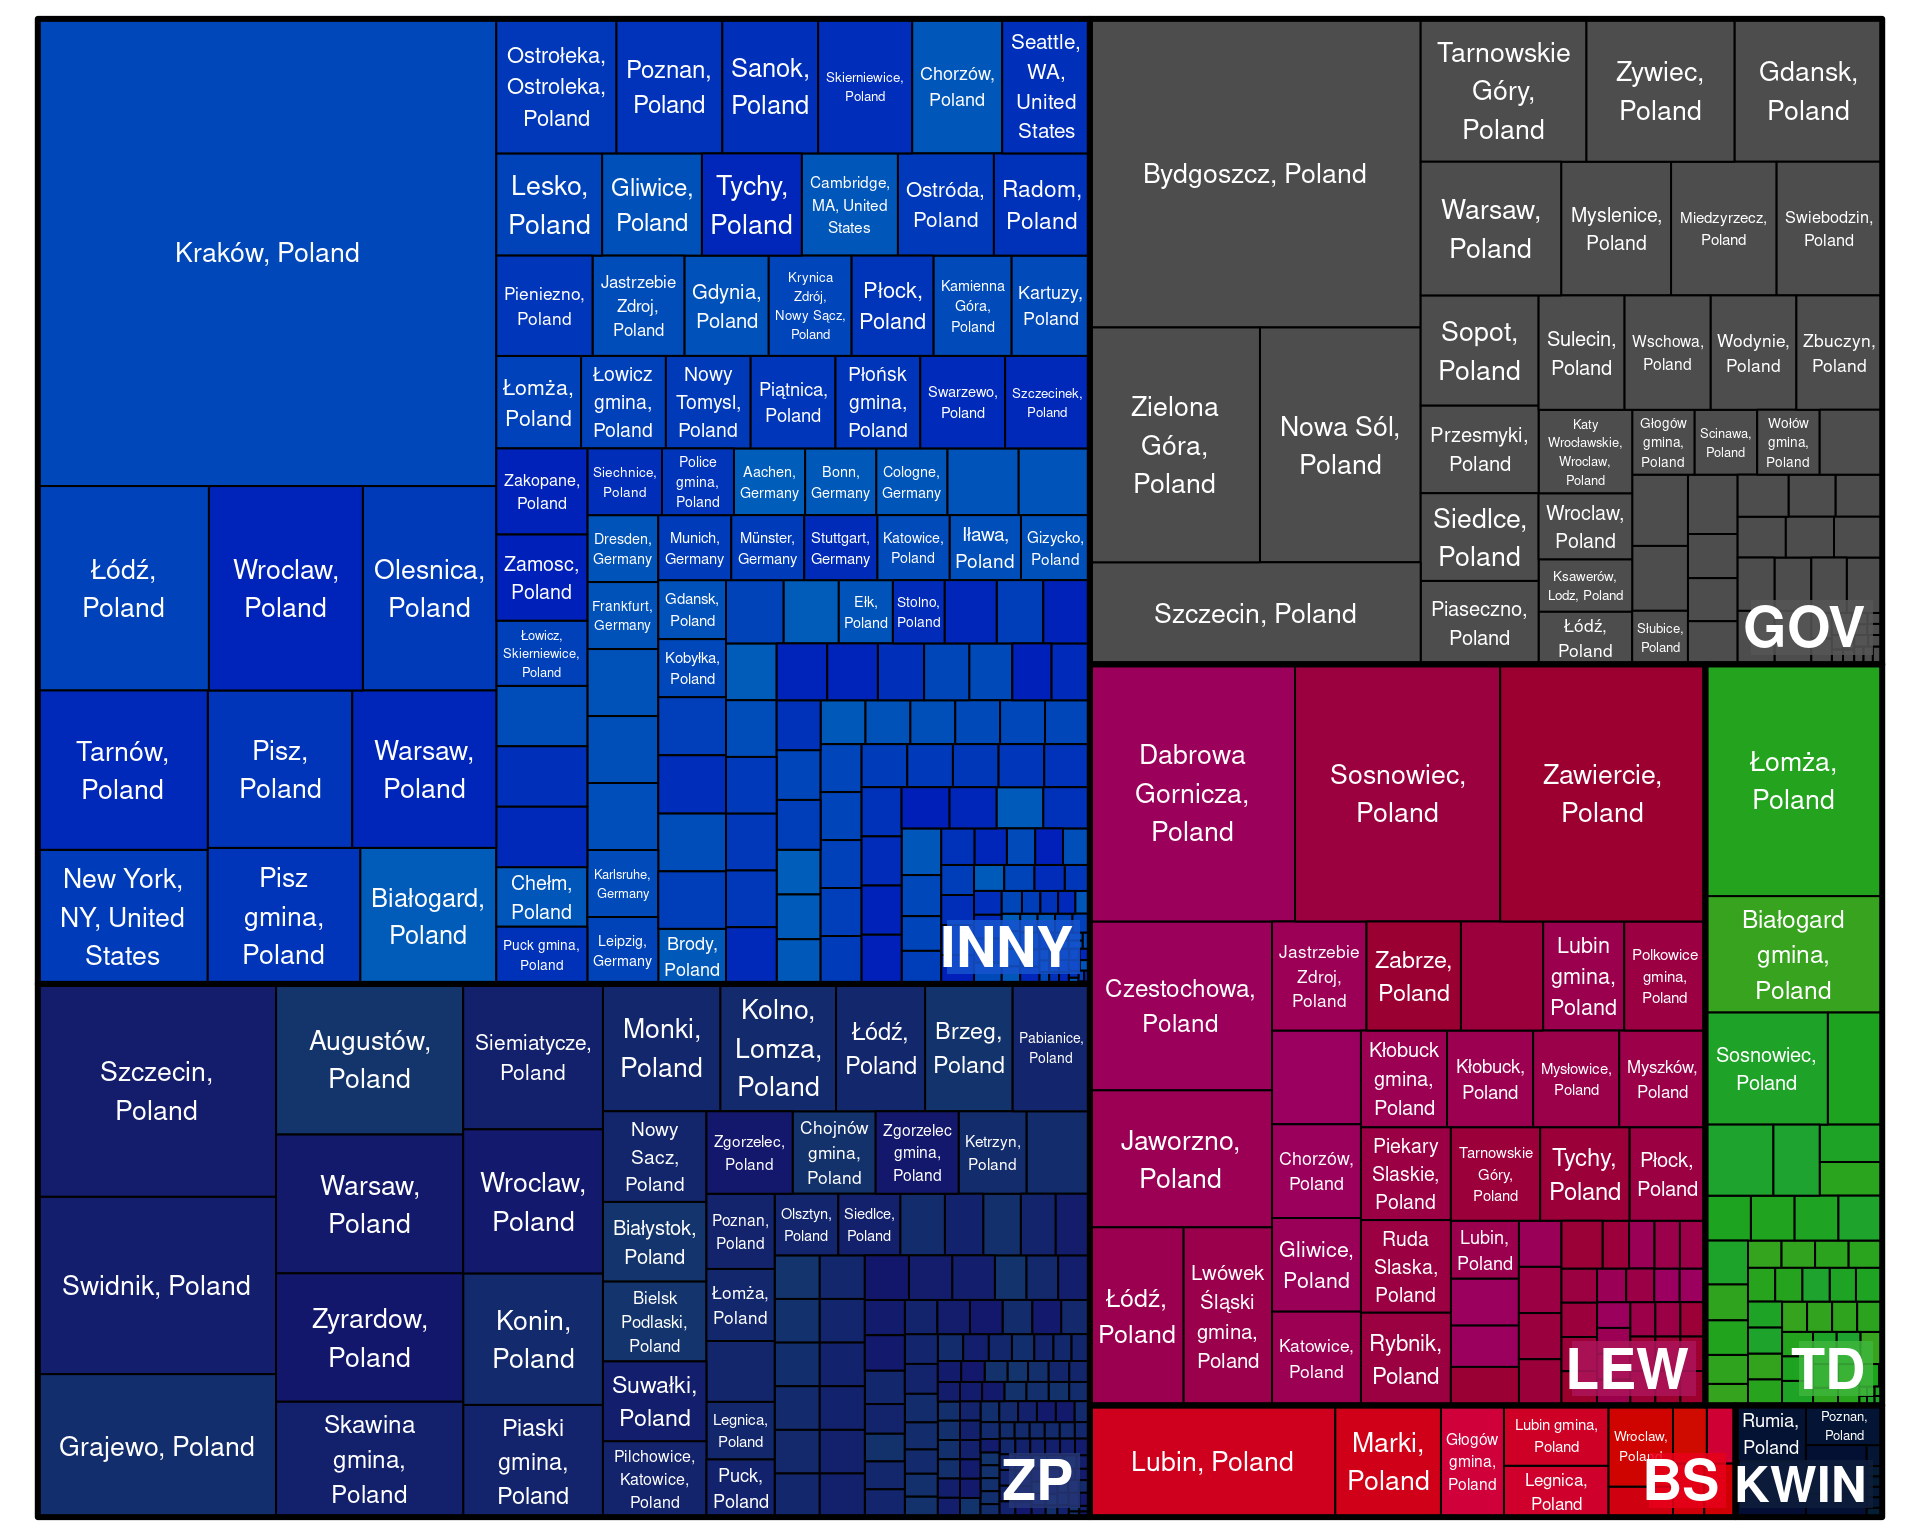 Kraków, Poland
Łódź,
Poland
Wroclaw,
Poland
Olesnica,
Poland
Tarnów,
Poland
Pisz,
Poland
Warsaw,
Poland
New York,
NY, United
States
Pisz
gmina,
Poland
Białogard,
Poland
Ostrołeka,
Ostroleka,
Poland
Poznan,
Poland
Sanok,
Poland
Skierniewice,
Poland
Chorzów,
Poland
Seattle,
WA,
United
States
Lesko,
Poland
Gliwice,
Poland
Tychy,
Poland
Cambridge,
MA, United
States
Ostróda,
Poland
Radom,
Poland
Pieniezno,
Poland
Jastrzebie
Zdroj,
Poland
Gdynia,
Poland
Krynica
Zdrój,
Nowy Sącz,
Poland
Płock,
Poland
Kamienna
Góra,
Poland
Kartuzy,
Poland
Łomża,
Poland
Łowicz
gmina,
Poland
Nowy
Tomysl,
Poland
Piątnica,
Poland
Płońsk
gmina,
Poland
Swarzewo,
Poland
Szczecinek,
Poland
Zakopane,
Poland
Siechnice,
Poland
Police
gmina,
Poland
Aachen,
Germany
Bonn,
Germany
Cologne,
Germany
Zamosc,
Poland
Dresden,
Germany
Munich,
Germany
Münster,
Germany
Stuttgart,
Germany
Katowice,
Poland
Iława,
Poland
Gizycko,
Poland
Łowicz,
Skierniewice,
Poland
Frankfurt,
Germany
Gdansk,
Poland
Ełk,
Poland
Stolno,
Poland
Kobyłka,
Poland
Chełm,
Poland
Karlsruhe,
Germany
Puck gmina,
Poland
Leipzig,
Germany
Brody,
Poland
INNY
Bydgoszcz, Poland
Zielona
Góra,
Poland
Nowa Sól,
Poland
Szczecin, Poland
Tarnowskie
Góry,
Poland
Zywiec,
Poland
Gdansk,
Poland
Warsaw,
Poland
Myslenice,
Poland
Miedzyrzecz,
Poland
Swiebodzin,
Poland
Sopot,
Poland
Sulecin,
Poland
Wschowa,
Poland
Wodynie,
Poland
Zbuczyn,
Poland
Przesmyki,
Poland
Katy
Wrocławskie,
Wroclaw,
Poland
Głogów
gmina,
Poland
Scinawa,
Poland
Wołów
gmina,
Poland
Siedlce,
Poland
Wroclaw,
Poland
Ksawerów,
Lodz, Poland
Piaseczno,
Poland
Łódź,
Poland
Słubice,
Poland
GOV
Szczecin,
Poland
Swidnik, Poland
Grajewo, Poland
Augustów,
Poland
Warsaw,
Poland
Zyrardow,
Poland
Skawina
gmina,
Poland
Siemiatycze,
Poland
Wroclaw,
Poland
Konin,
Poland
Piaski
gmina,
Poland
Monki,
Poland
Kolno,
Lomza,
Poland
Łódź,
Poland
Brzeg,
Poland
Pabianice,
Poland
Nowy
Sacz,
Poland
Zgorzelec,
Poland
Chojnów
gmina,
Poland
Zgorzelec
gmina,
Poland
Ketrzyn,
Poland
Białystok,
Poland
Poznan,
Poland
Olsztyn,
Poland
Siedlce,
Poland
Bielsk
Podlaski,
Poland
Łomża,
Poland
Suwałki,
Poland
Legnica,
Poland
Pilchowice,
Katowice,
Poland
Puck,
Poland
ZP
Dabrowa
Gornicza,
Poland
Sosnowiec,
Poland
Zawiercie,
Poland
Czestochowa,
Poland
Jaworzno,
Poland
Łódź,
Poland
Lwówek
Śląski
gmina,
Poland
Jastrzebie
Zdroj,
Poland
Zabrze,
Poland
Lubin
gmina,
Poland
Polkowice
gmina,
Poland
Kłobuck
gmina,
Poland
Kłobuck,
Poland
Mysłowice,
Poland
Myszków,
Poland
Chorzów,
Poland
Piekary
Slaskie,
Poland
Tarnowskie
Góry,
Poland
Tychy,
Poland
Płock,
Poland
Gliwice,
Poland
Ruda
Slaska,
Poland
Lubin,
Poland
Katowice,
Poland
Rybnik,
Poland
LEW
Łomża,
Poland
Białogard
gmina,
Poland
Sosnowiec,
Poland
TD
Lubin, Poland
Marki,
Poland
Głogów
gmina,
Poland
Lubin gmina,
Poland
Legnica,
Poland
Wroclaw,
Poland
BS
Rumia,
Poland
Poznan,
Poland
KWIN